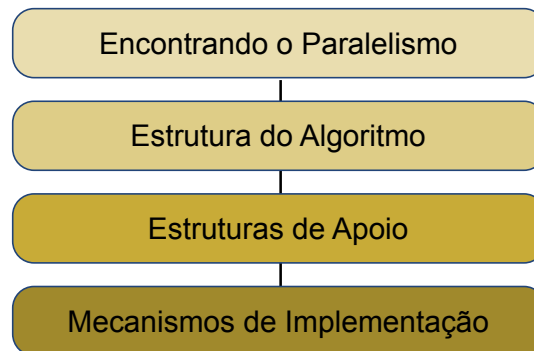 Encontrando o Paralelismo
Estrutura do Algoritmo
Estruturas de Apoio
Mecanismos de Implementação